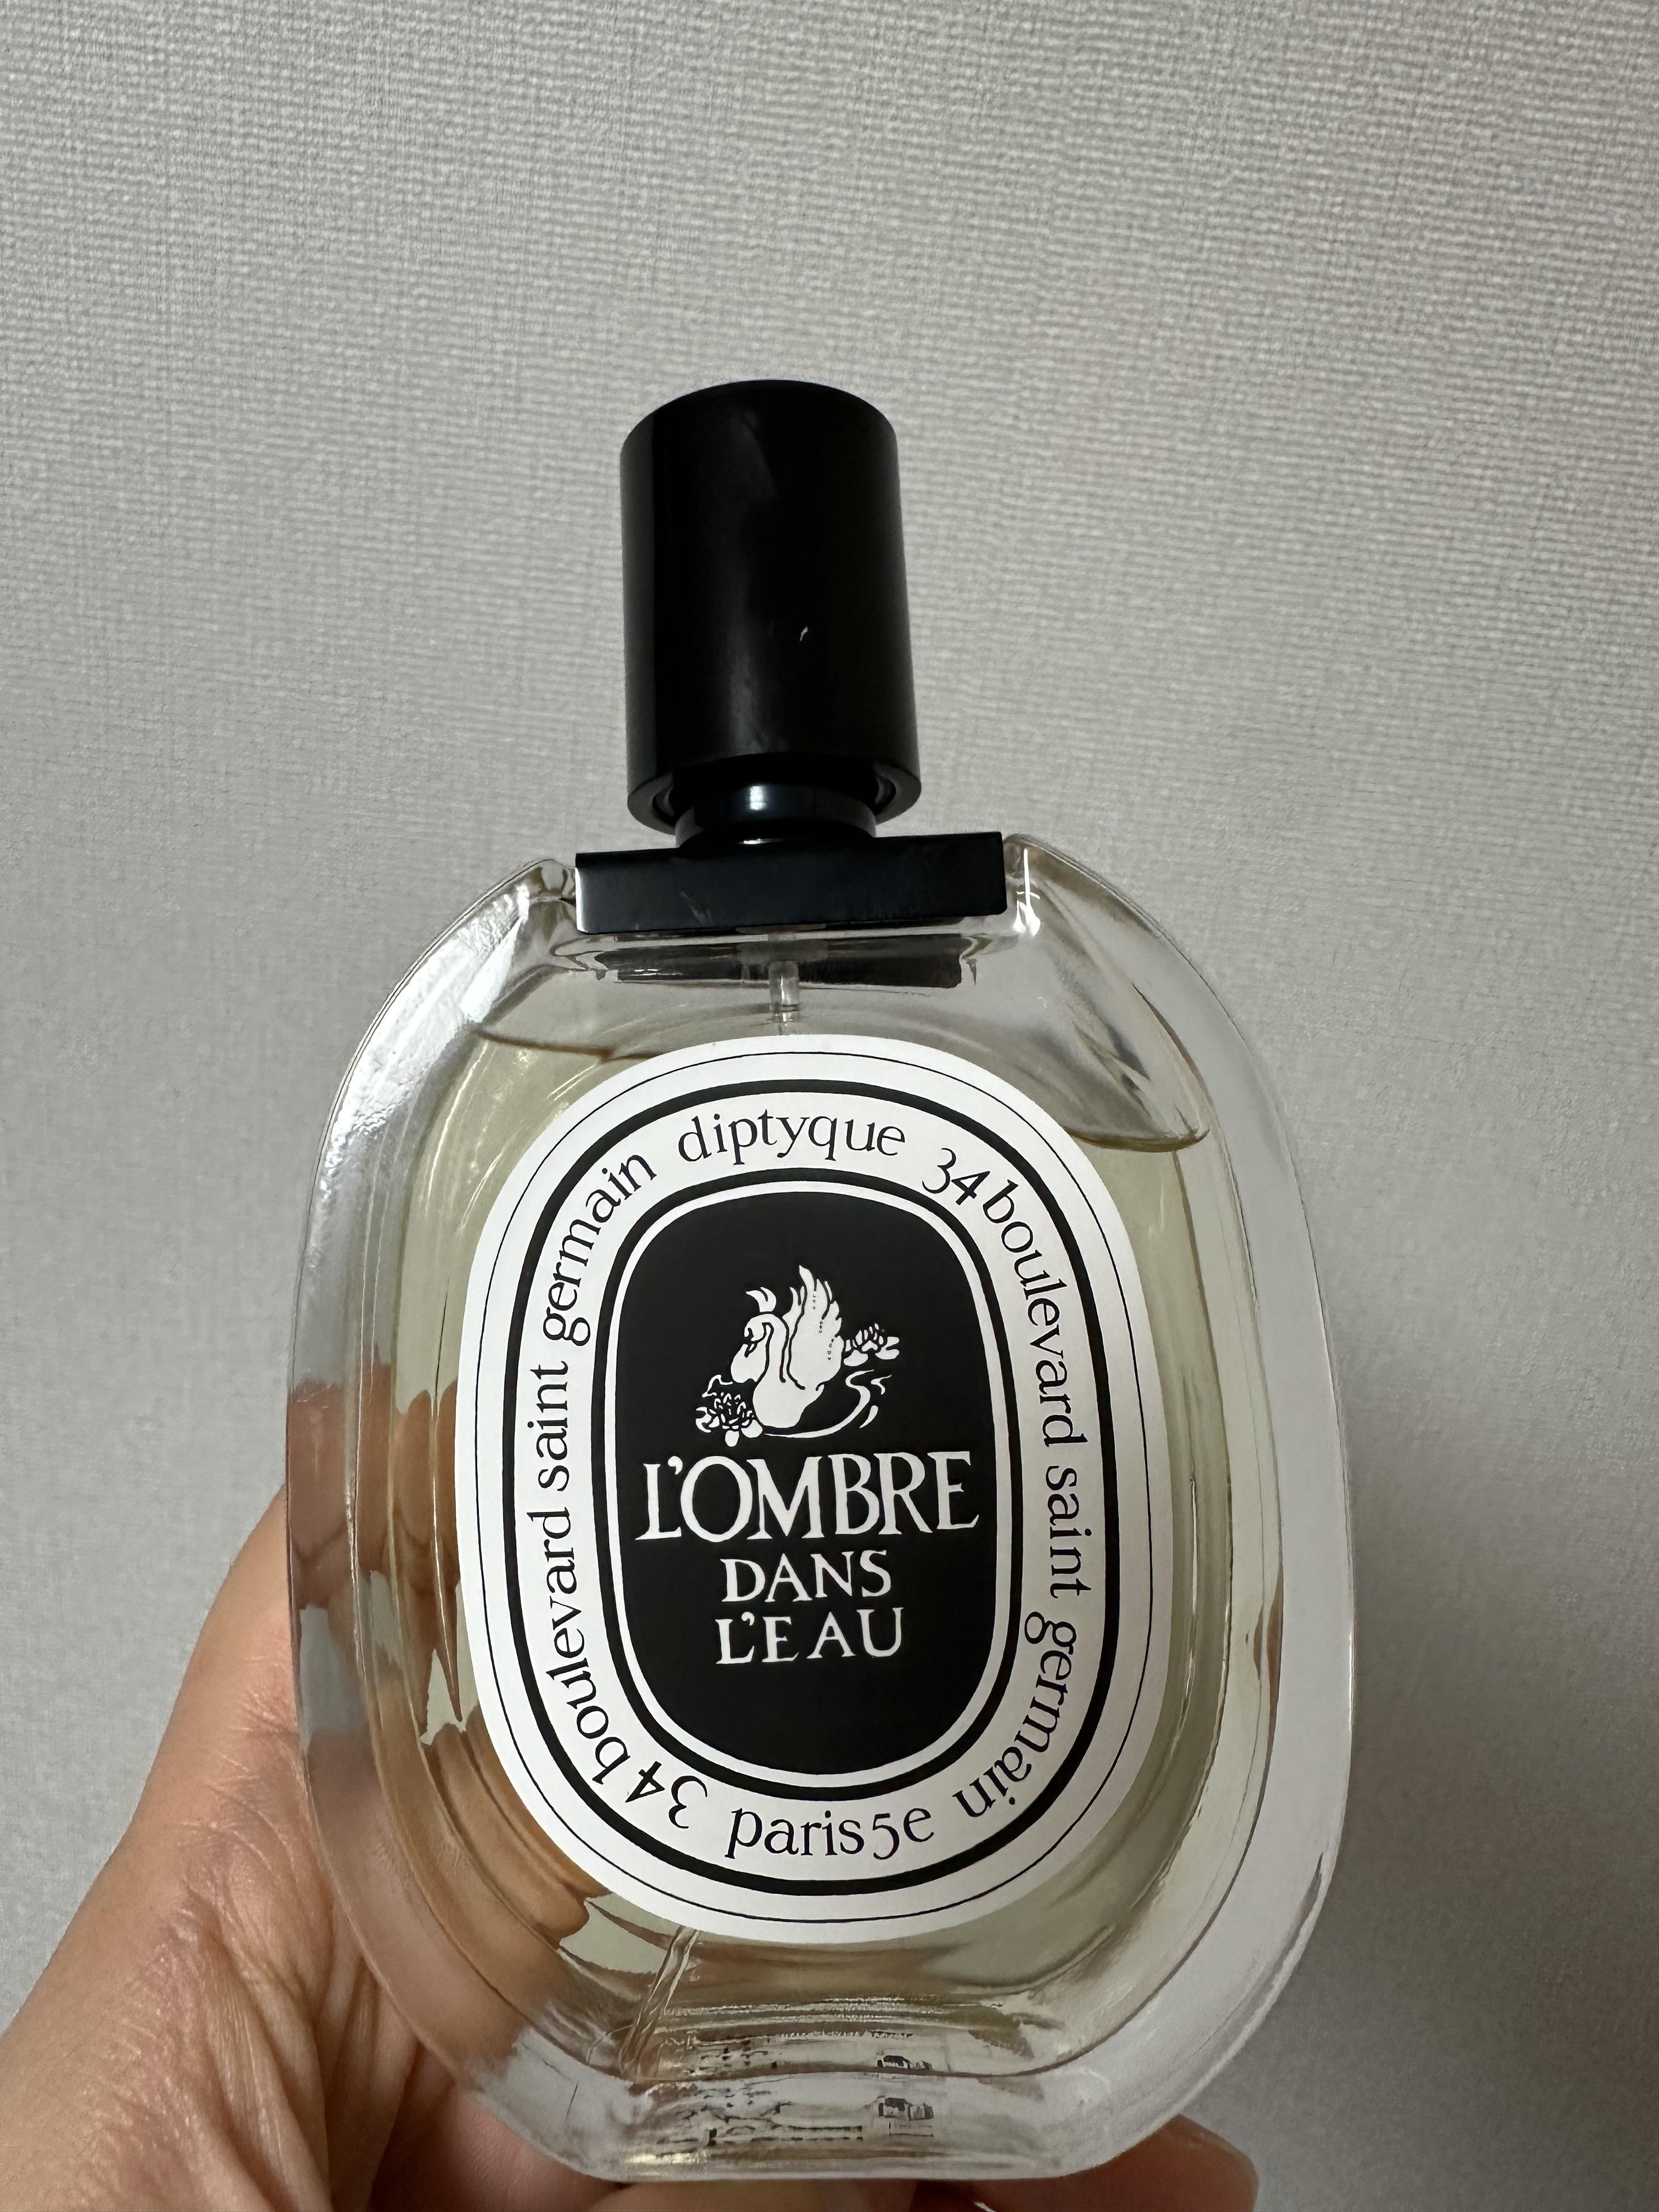 diptyque 34 boulevard saint germain
paris 5e 34 boulevard saint germain
L'OMBRE
DANS
L'EAU